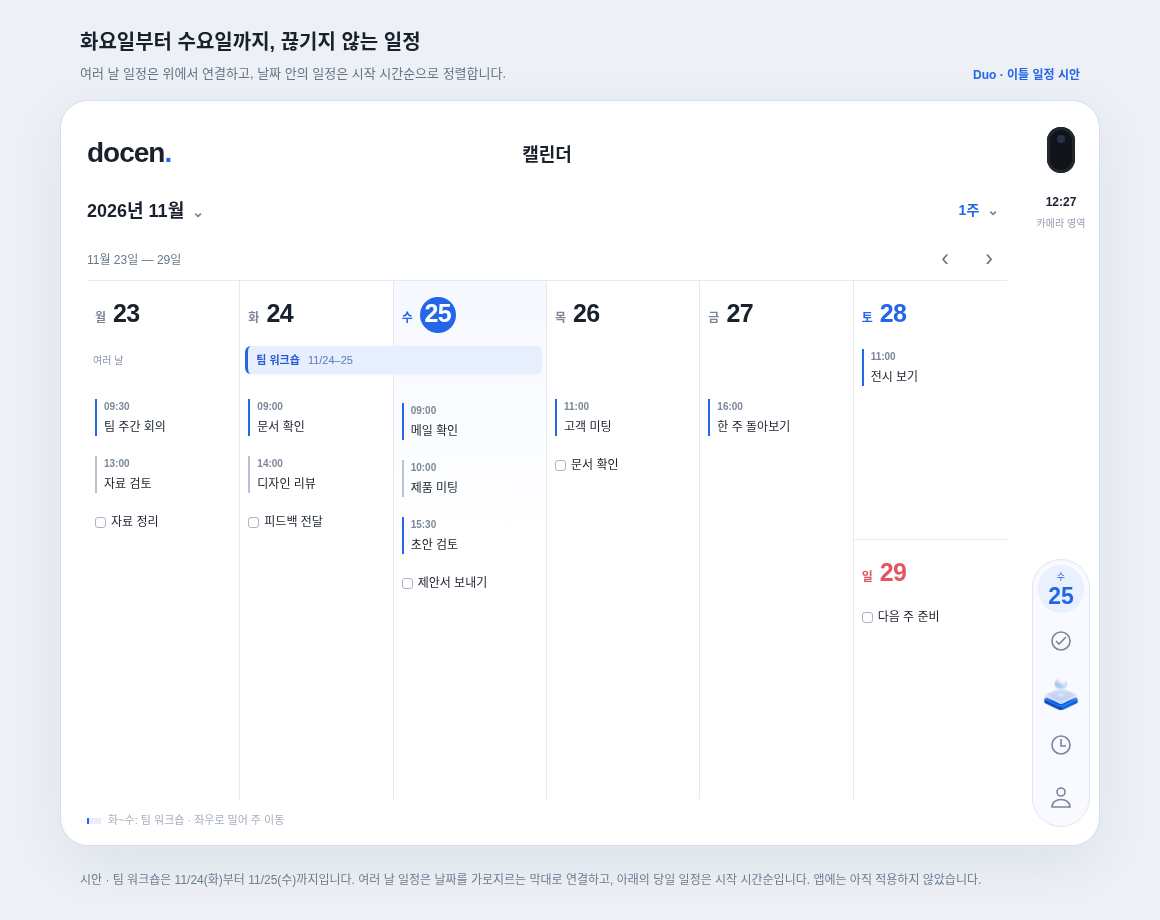 화요일부터 수요일까지, 끊기지 않는 일정
여러 날 일정은 위에서 연결하고, 날짜 안의 일정은 시작 시간순으로 정렬합니다.
Duo · 이틀 일정 시안
docen.
캘린더
12:27
카메라 영역
2026년 11월
1주
11월 23일 — 29일
월 23
여러 날
09:30
팀 주간 회의
13:00
자료 검토
자료 정리
화 24
팀 워크숍 11/24–25
09:00
문서 확인
14:00
디자인 리뷰
피드백 전달
수 25
09:00
메일 확인
10:00
제품 미팅
15:30
초안 검토
제안서 보내기
목 26
11:00
고객 미팅
문서 확인
금 27
16:00
한 주 돌아보기
토 28
11:00
전시 보기
일 29
다음 주 준비
수
25
화~수: 팀 워크숍 · 좌우로 밀어 주 이동
시안 · 팀 워크숍은 11/24(화)부터 11/25(수)까지입니다. 여러 날 일정은 날짜를 가로지르는 막대로 연결하고, 아래의 당일 일정은 시작 시간순입니다. 앱에는 아직 적용하지 않았습니다.